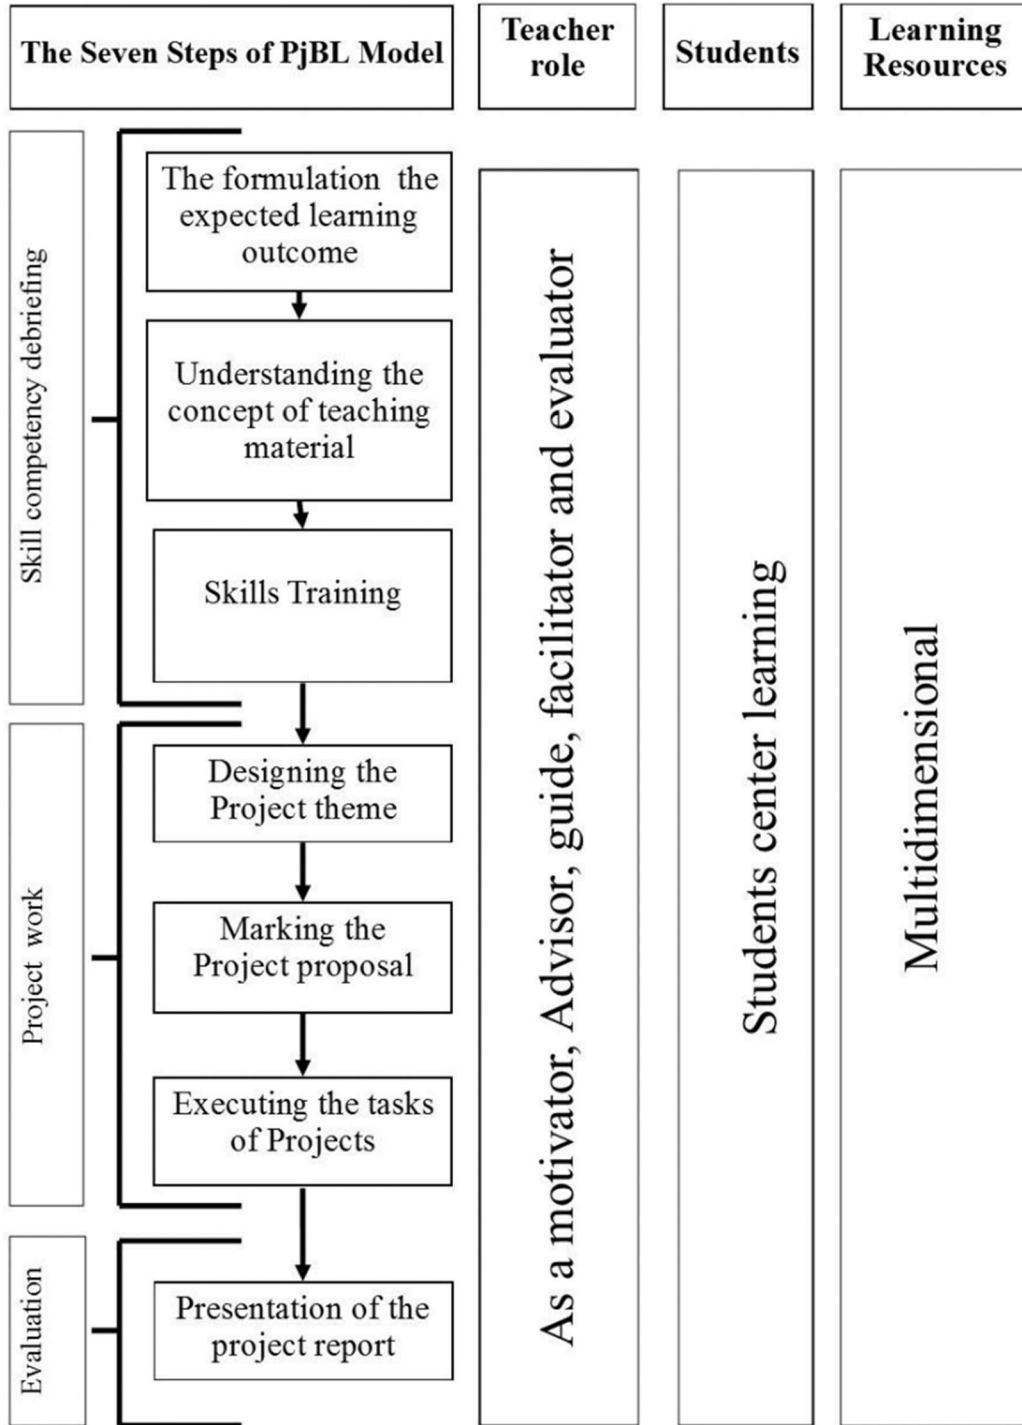 The Seven Steps of PjBL Model
Teacher
role
Students
Learning
Resources
Skill competency debriefing
The formulation the
expected learning
outcome
Understanding the
concept of teaching
material
Skills Training
Project work
Designing the
Project theme
Marking the
Project proposal
Executing the tasks
of Projects
Evaluation
Presentation of the
project report
As a motivator, Advisor, guide, facilitator and evaluator
Students center learning
Multidimensional